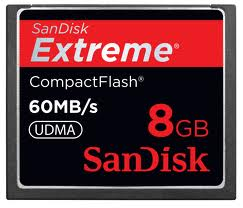 SanDisk
Extreme®
CompactFlash®
60MB/s
UDMA
8GB
SanDisk